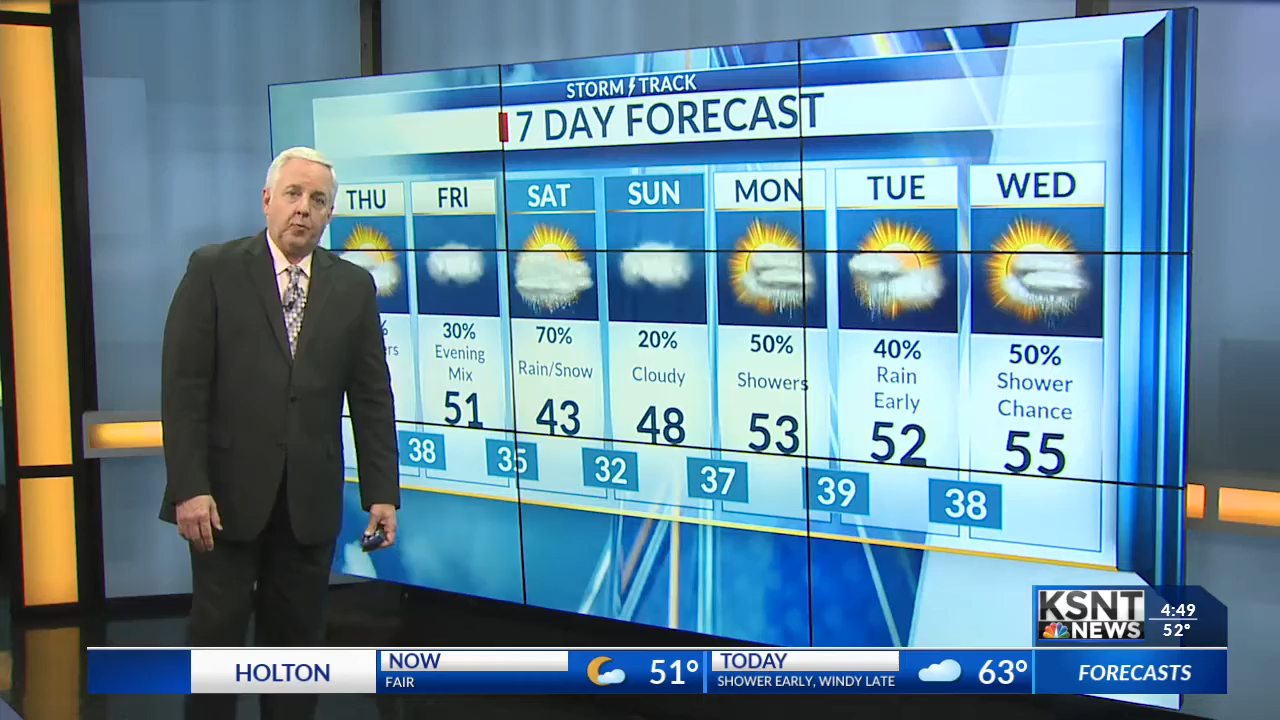 STORM TRACK
7 DAY FORECAST
THU FRI SAT SUN MON TUE WED
% 30% 70% 20% 50% 40% 50%
ers Evening Mix Rain/Snow Cloudy Showers Rain Early Shower Chance
51 43 48 53 52 55
38 35 32 37 39 38
KSNT NEWS
4:49
52°
HOLTON
NOW
FAIR
51°
TODAY
SHOWER EARLY, WINDY LATE
63°
FORECASTS